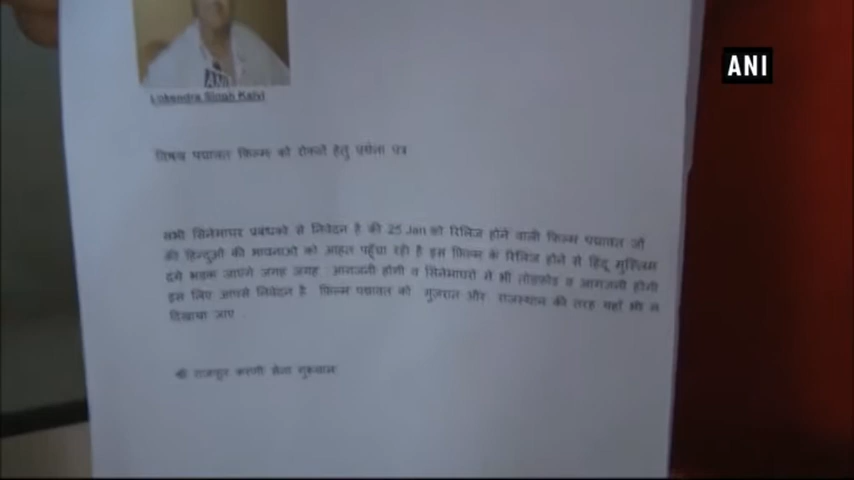 ANI
ANI
Lokendra Singh Kalvi
विषय पद्मावत फिल्म को रोकने हेतु प्रार्थना पत्र
सभी सिनेमाघर प्रबंधको से निवेदन है की 25 Jan को रिलिज होने वाली फिल्म पद्मावत जो
की हिन्दुओं की भावनाओ को आहत पहुँचा रही है इस फिल्म के रिलिज होने से हिंदू मुस्लिम
दंगे भड़क जाएंगे जगह जगह आगजनी होगी व सिनेमाघरो मे भी तोडफोड व आगजनी होगी
इस लिए आपसे निवेदन है फिल्म पद्मावत को गुजरात और राजस्थान की तरह यहाँ भी न
दिखाया जाए
श्री राजपूत करणी सेना